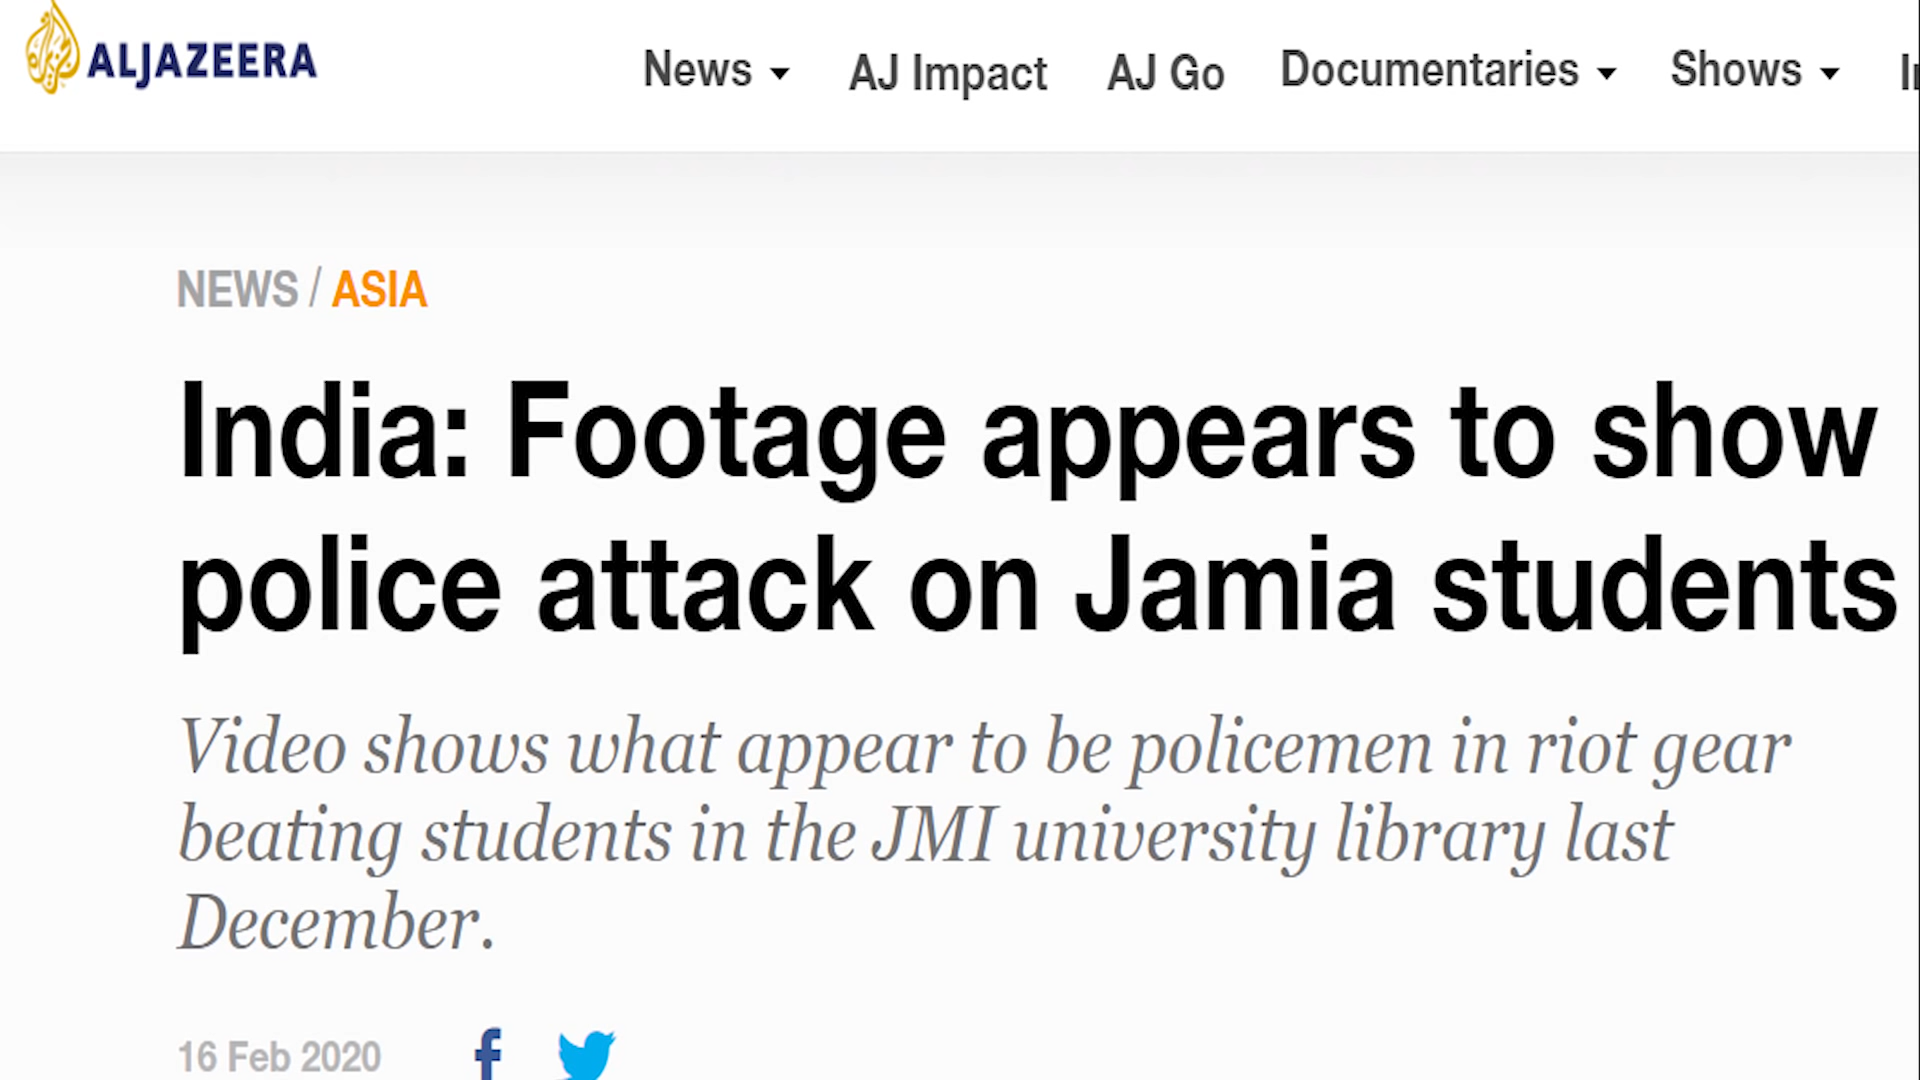 ALJAZEERA
News AJ Impact AJ Go Documentaries Shows
NEWS / ASIA
India: Footage appears to show
police attack on Jamia students
Video shows what appear to be policemen in riot gear
beating students in the JMI university library last
December.
16 Feb 2020